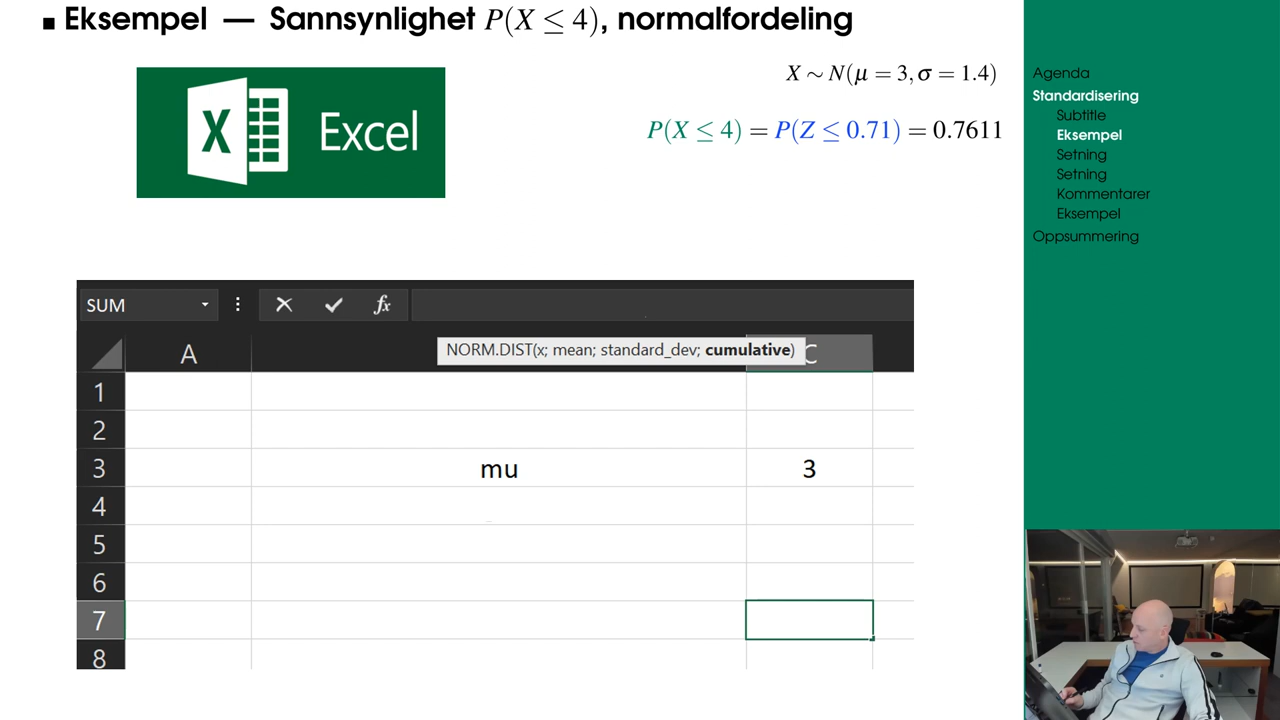 Eksempel — Sannsynlighet P(X ≤ 4), normalfordeling
X Excel
X ∼ N(μ = 3, σ = 1.4)
P(X ≤ 4) = P(Z ≤ 0.71) = 0.7611
Agenda
Standardisering
Subtitle
Eksempel
Setning
Setning
Kommentarer
Eksempel
Oppsummering
SUM fx
NORM.DIST(x; mean; standard_dev; cumulative)
A C
1
2
3 mu 3
4
5
6
7
8